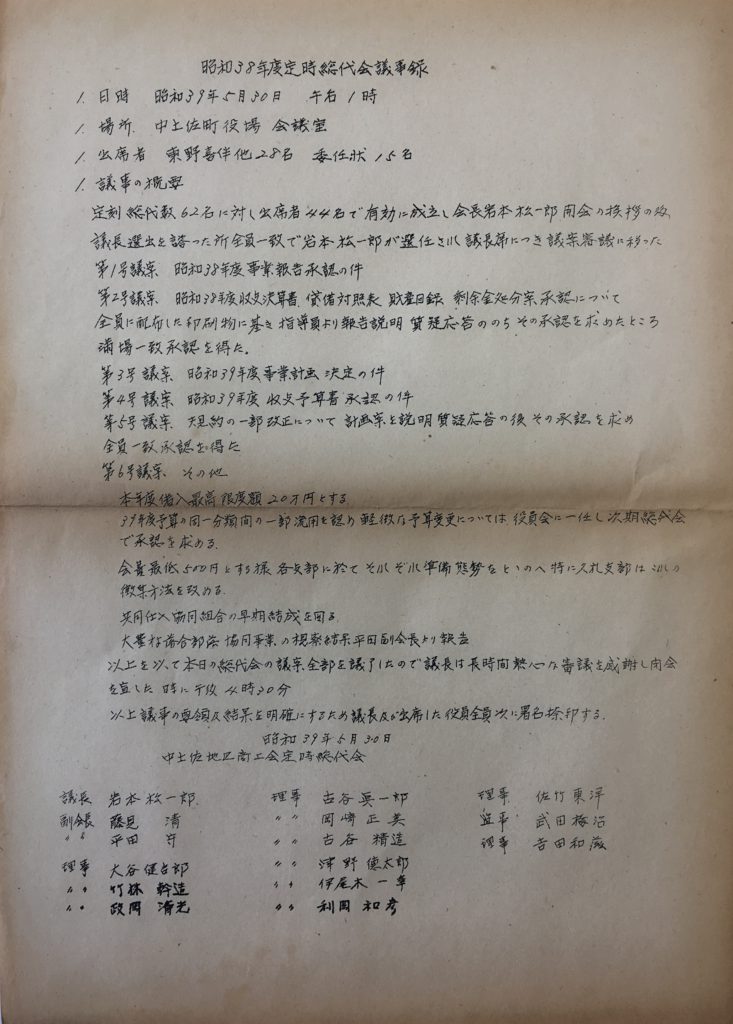 昭和38年度定時総代会議事録
1. 日時 昭和39年5月30日 午后1時
1. 場所 中土佐町役場 会議室
1. 出席者 東野喜伴他28名 委任状15名
1. 議事の概要
定刻総代数62名に対し出席者44名で有効に成立し会長岩本松一郎開会の挨拶の後
議長選出を諮った所全員一致で岩本松一郎が選任され議長席につき議案審議に移った
第1号議案 昭和38年度事業報告承認の件
第2号議案 昭和38年度収支決算書 貸借対照表 財産目録 剰余金処分案承認について
全員に配布した印刷物に基き指導員より報告説明 質疑応答ののちその承認を求めたところ
満場一致承認を得た。
第3号議案 昭和39年度事業計画決定の件
第4号議案 昭和39年度収支予算書承認の件
第5号議案 規約の一部改正について計画案を説明質疑応答の後その承認を求め
全員一致承認を得た
第6号議案 その他
本年度借入最高限度額20万円とする
39年度予算の同一分類間の一部流用を認め軽微な予算変更については役員会に一任し次期総代会
で承認を求める
会費最低500円とする様各支部に於てそれぞれ準備態勢をととのへ特に久礼支部は
徴集方法を改める
共同仕入協同組合の早期結成を図る
大豊村落合部落協同事業の視察結果平田副会長より報告
以上を以て本日の総代会の議案全部を議了したので議長は長時間熱心な審議を感謝し閉会
を宣した 時に午後4時30分
以上議事の要領及結果を明確にするため議長及び出席した役員全員次に署名捺印する.
昭和39年5月30日
中土佐地区商工会定時総代会
議長 岩本松一郎 理事 古谷英一郎 理事 佐竹東洋
副会長 藤見清 〃 岡崎正美 監事 武田梅治
〃 平田守 〃 古谷精造 理事 吉田和
理事 大谷健吉郎 〃 津野徳太郎
〃 竹林幹造 〃 伊尾木一幸
〃 政岡清光 〃 利岡和彦